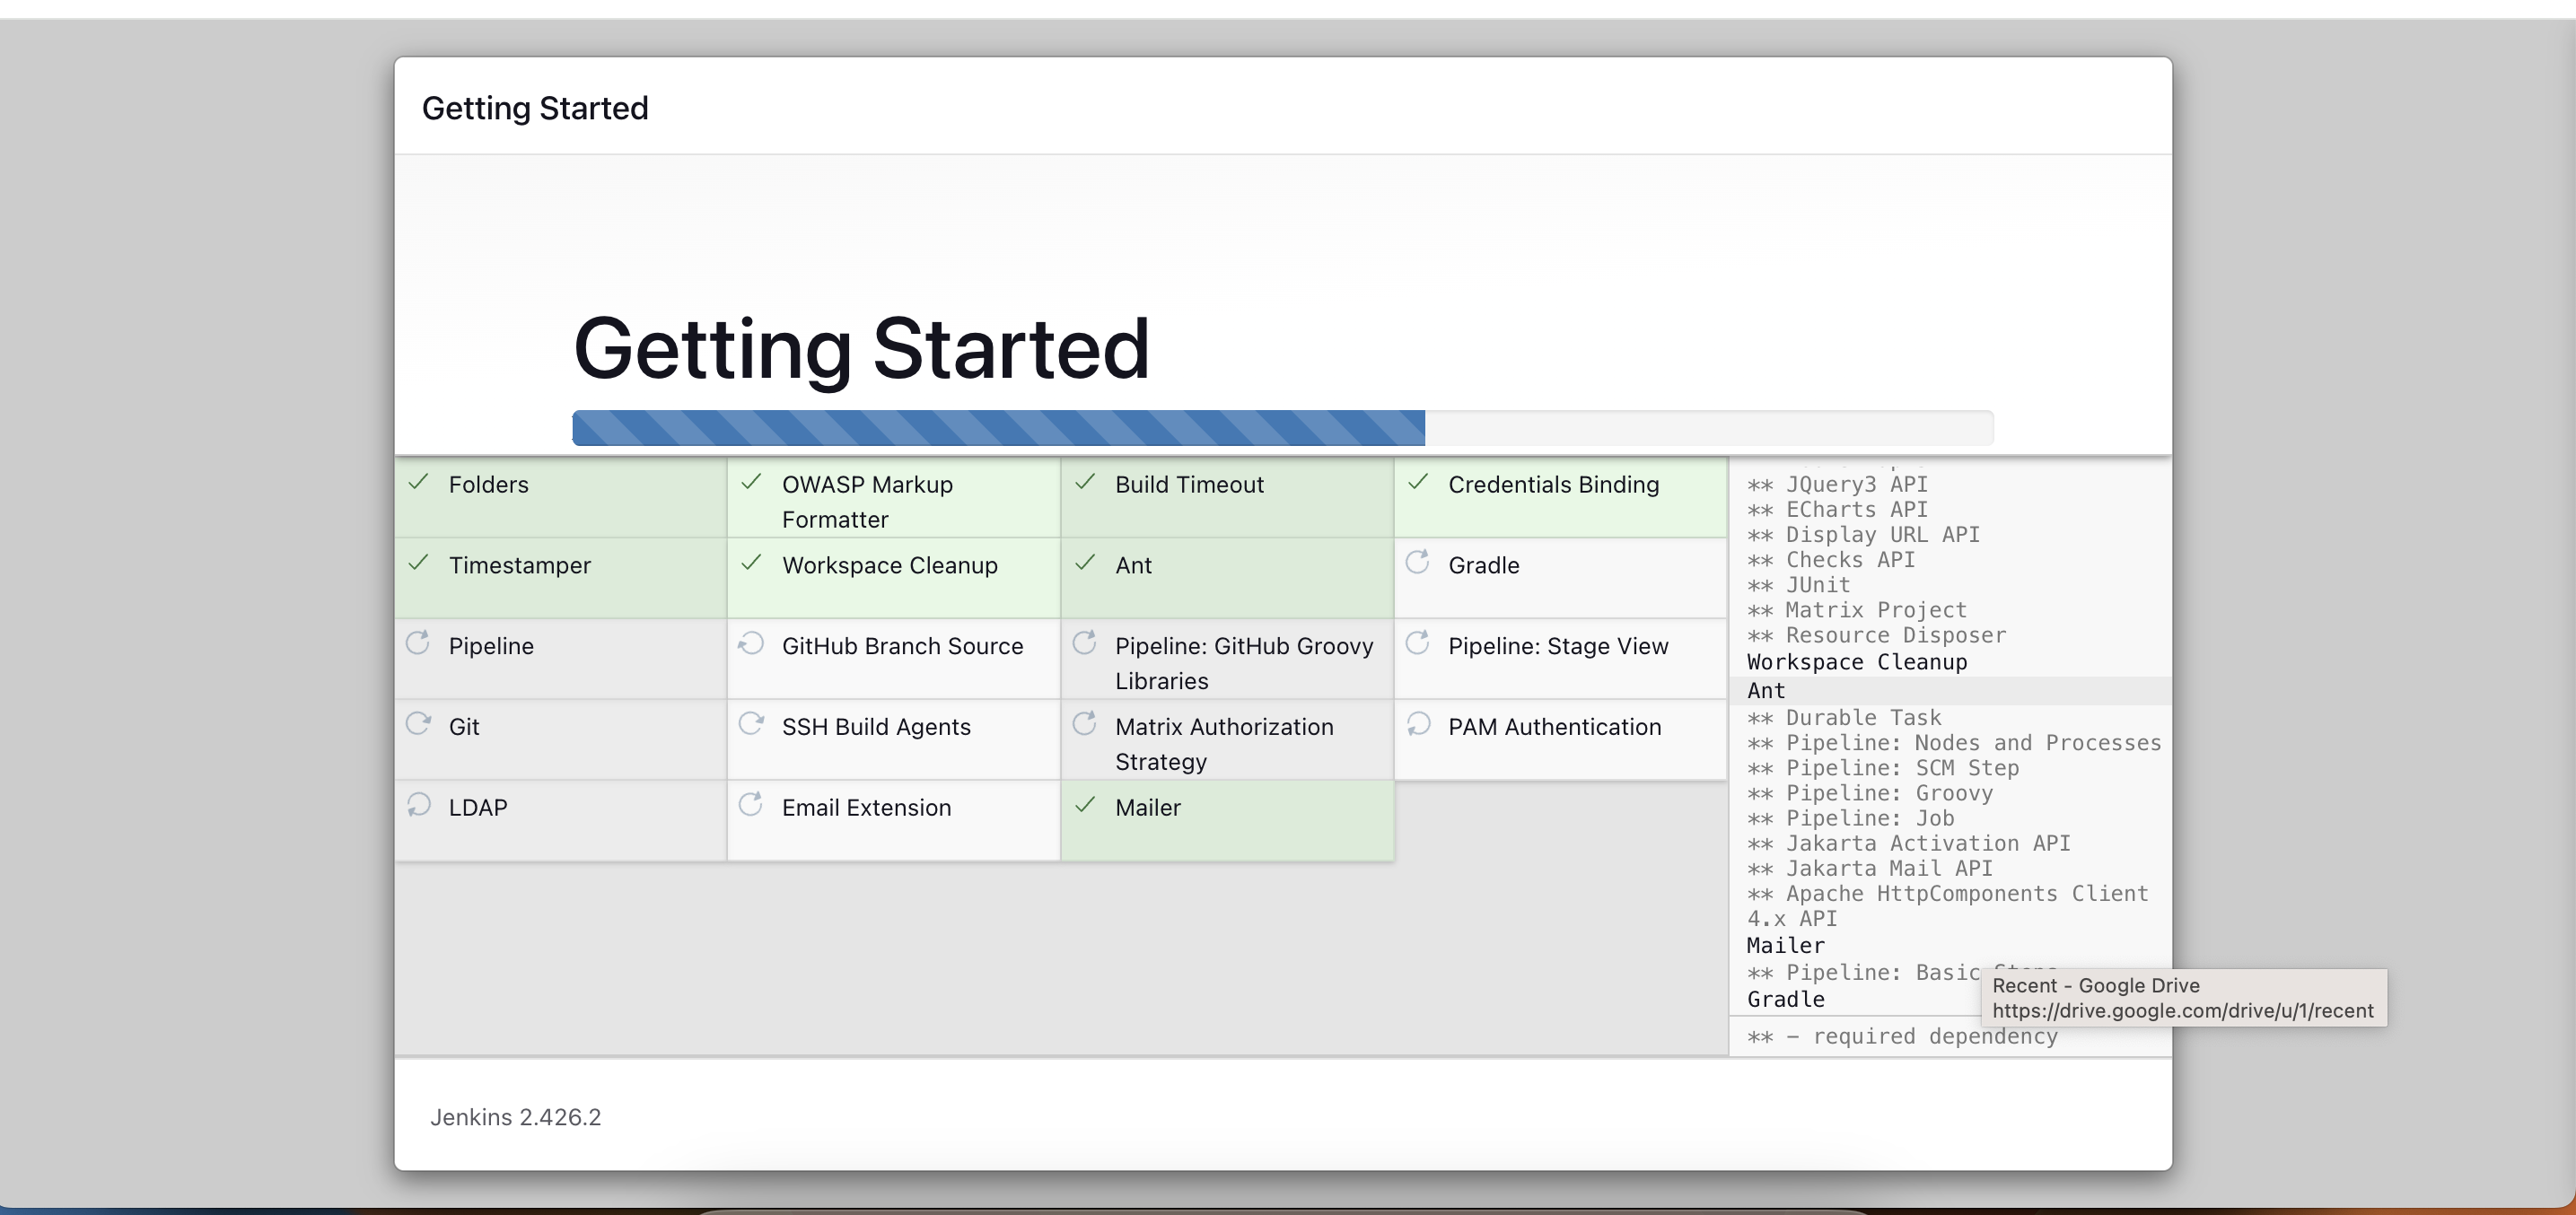 Getting Started
Getting Started
Folders
OWASP Markup
Formatter
Build Timeout
Credentials Binding
Timestamper
Workspace Cleanup
Ant
Gradle
Pipeline
GitHub Branch Source
Pipeline: GitHub Groovy
Libraries
Pipeline: Stage View
Git
SSH Build Agents
Matrix Authorization
Strategy
PAM Authentication
LDAP
Email Extension
Mailer
** JQuery3 API
** ECharts API
** Display URL API
** Checks API
** JUnit
** Matrix Project
** Resource Disposer
Workspace Cleanup
Ant
** Durable Task
** Pipeline: Nodes and Processes
** Pipeline: SCM Step
** Pipeline: Groovy
** Pipeline: Job
** Jakarta Activation API
** Jakarta Mail API
** Apache HttpComponents Client
4.x API
Mailer
** Pipeline: Basic
Gradle
Recent - Google Drive
https://drive.google.com/drive/u/1/recent
** - required dependency
Jenkins 2.426.2